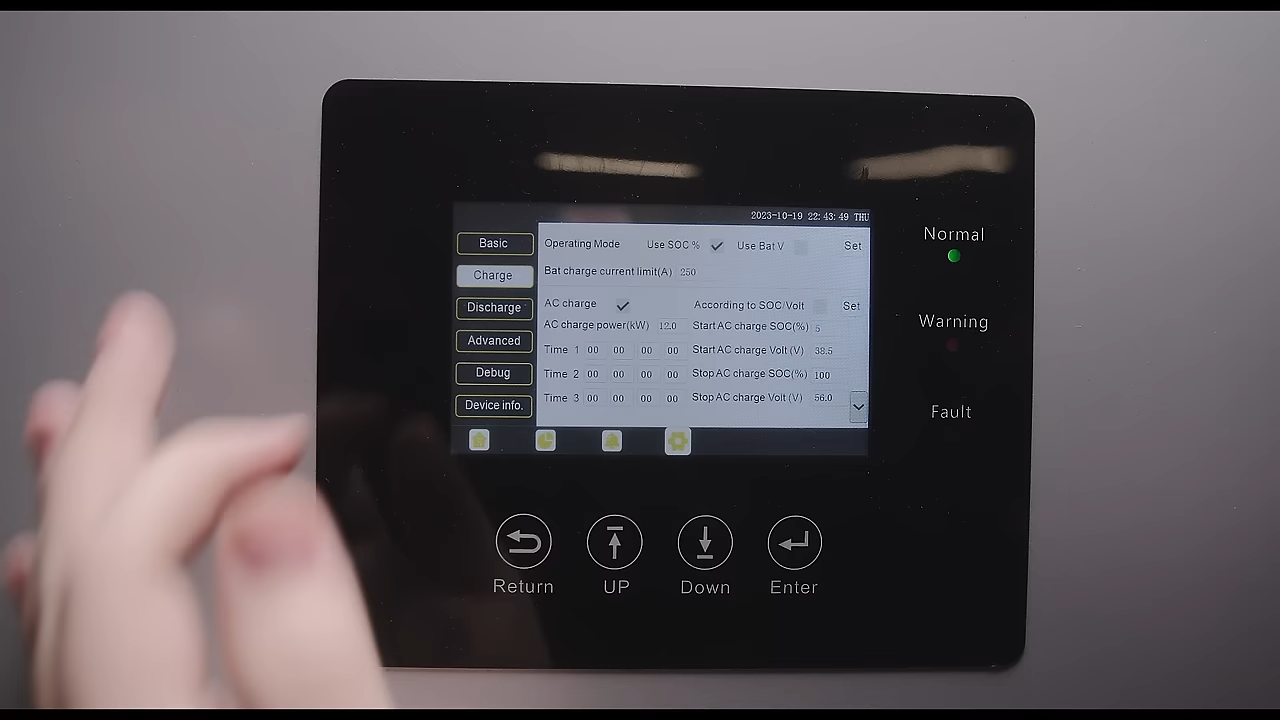 2023-10-19 22:43:49 THU
Basic
Charge
Discharge
Advanced
Debug
Device info.
Operating Mode Use SOC % Use Bat V Set
Bat charge current limit(A) 250
AC charge According to SOC/Volt Set
AC charge power(kW) 12.0 Start AC charge SOC(%) 5
Time 1 00 00 00 00 Start AC charge Volt (V) 38.5
Time 2 00 00 00 00 Stop AC charge SOC(%) 100
Time 3 00 00 00 00 Stop AC charge Volt (V) 56.0
Normal
Warning
Fault
Return UP Down Enter